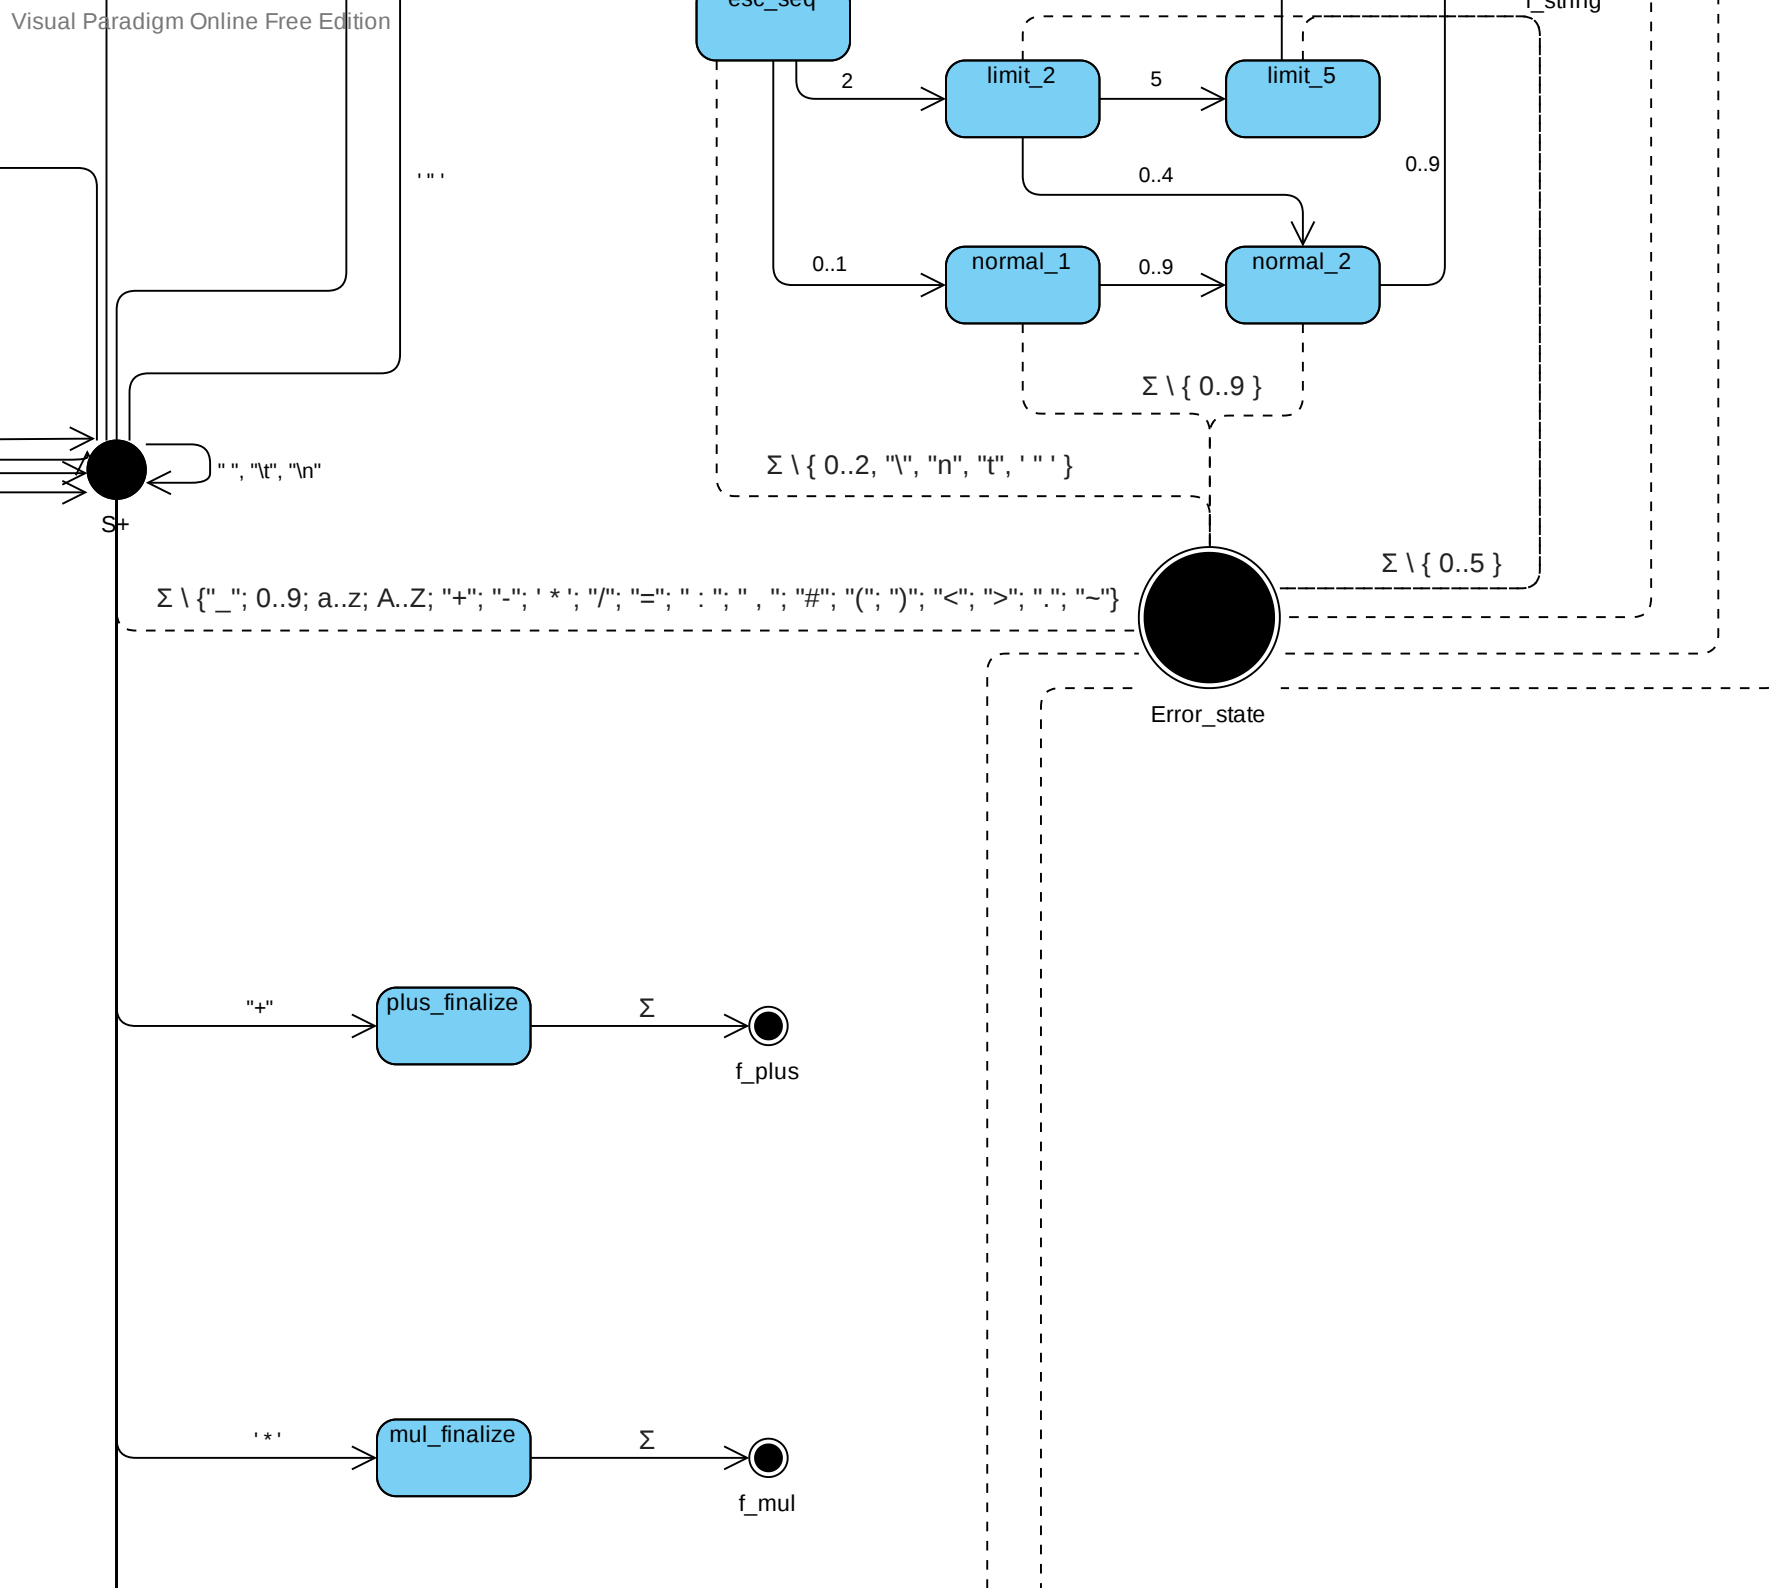 Visual Paradigm Online Free Edition
esc_seq
f_string
limit_2
limit_5
2
5
0..4
0..9
' " '
normal_1
normal_2
0..1
0..9
Σ \ { 0..9 }
Σ \ { 0..2, "\", "n", "t", ' " ' }
" ", "\t", "\n"
S+
Σ \ { 0..5 }
Σ \ {"_"; 0..9; a..z; A..Z; "+"; "-"; ' * '; "/"; "="; " : "; " , "; "#"; "("; ")"; "<"; ">"; "."; "~"}
Error_state
"+"
plus_finalize
Σ
f_plus
' * '
mul_finalize
Σ
f_mul